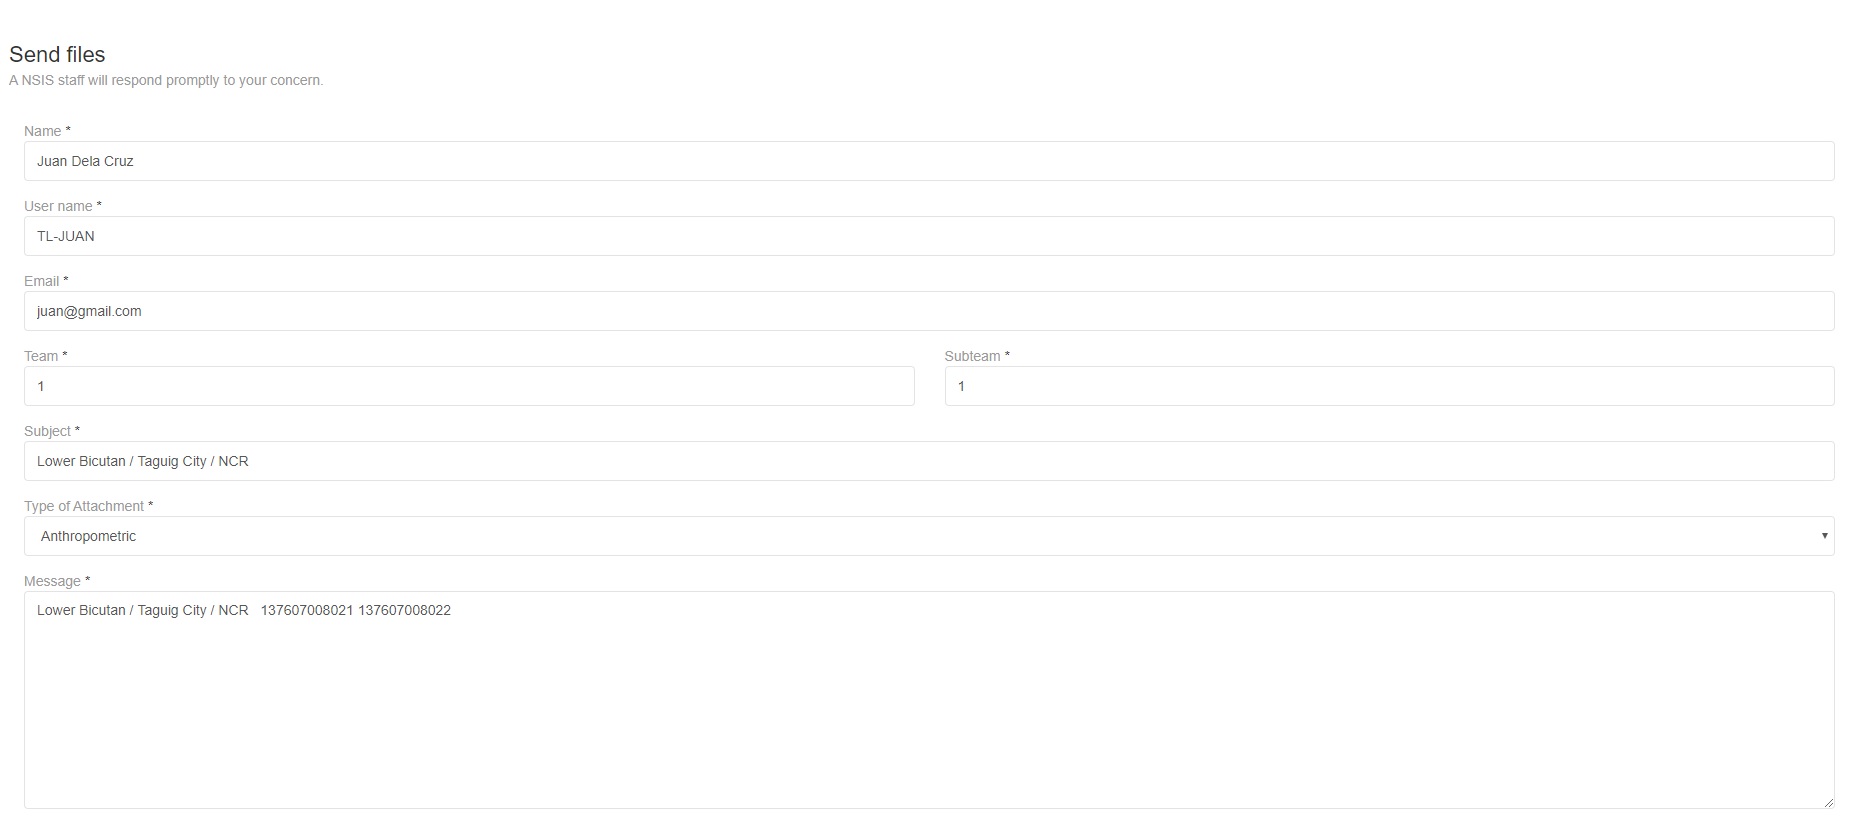 Send files
A NSIS staff will respond promptly to your concern.
Name *
Juan Dela Cruz
User name *
TL-JUAN
Email *
juan@gmail.com
Team *
1
Subteam *
1
Subject *
Lower Bicutan / Taguig City / NCR
Type of Attachment *
Anthropometric
Message *
Lower Bicutan / Taguig City / NCR   137607008021 137607008022